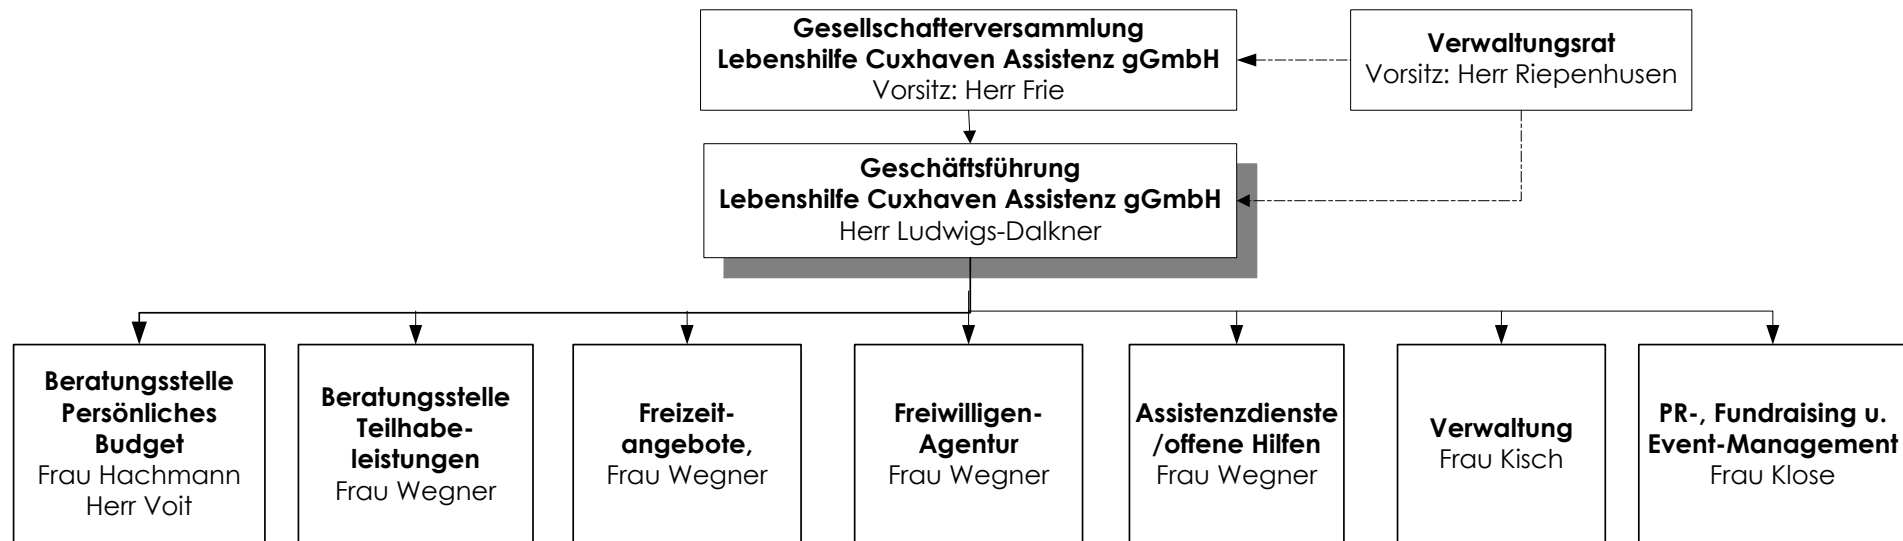 Gesellschafterversammlung
Lebenshilfe Cuxhaven Assistenz gGmbH
Vorsitz: Herr Frie
Verwaltungsrat
Vorsitz: Herr Riepenhusen
Geschäftsführung
Lebenshilfe Cuxhaven Assistenz gGmbH
Herr Ludwigs-Dalkner
Beratungsstelle
Persönliches
Budget
Frau Hachmann
Herr Voit
Beratungsstelle
Teilhabe-
leistungen
Frau Wegner
Freizeit-
angebote,
Frau Wegner
Freiwilligen-
Agentur
Frau Wegner
Assistenzdienste
/offene Hilfen
Frau Wegner
Verwaltung
Frau Kisch
PR-, Fundraising u.
Event-Management
Frau Klose